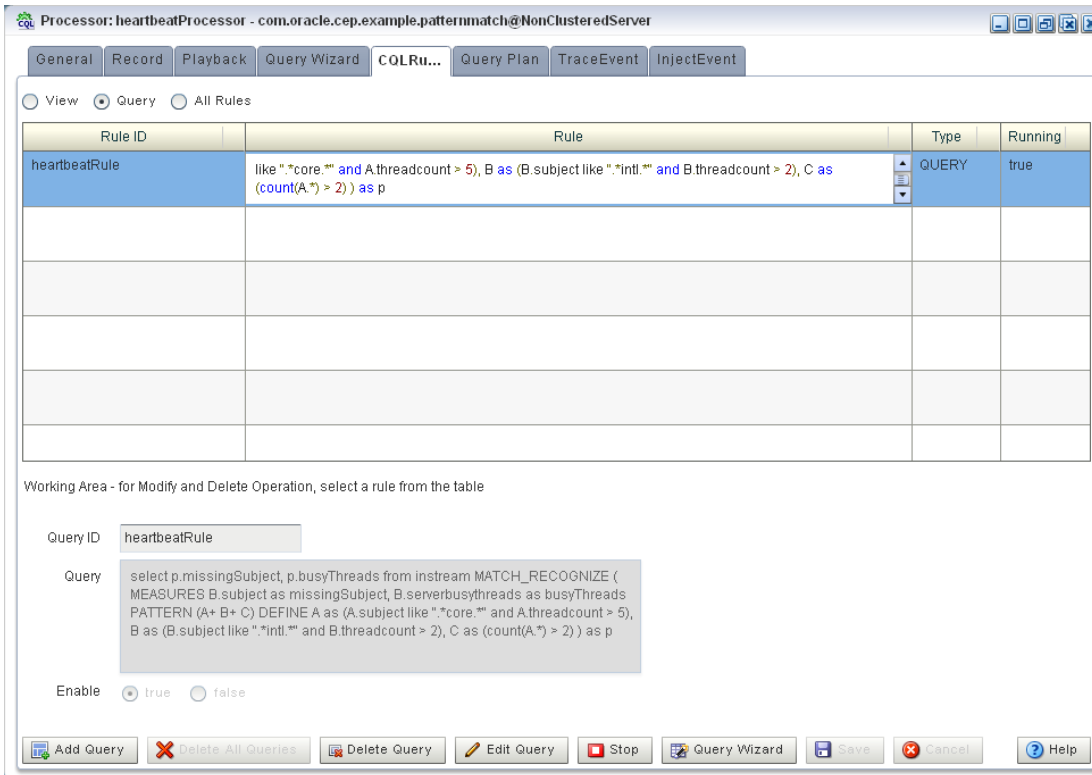 CQL
Processor: heartbeatProcessor - com.oracle.cep.example.patternmatch@NonClusteredServer
General Record Playback Query Wizard CQLRu... Query Plan TraceEvent InjectEvent
View Query All Rules
Rule ID Rule Type Running
heartbeatRule
like ".*core.*" and A.threadcount > 5), B as (B.subject like ".*intl.*" and B.threadcount > 2), C as
(count(A.*) > 2) ) as p
QUERY true
Working Area - for Modify and Delete Operation, select a rule from the table
Query ID heartbeatRule
Query
select p.missingSubject, p.busyThreads from instream MATCH_RECOGNIZE (
MEASURES B.subject as missingSubject, B.serverbusythreads as busyThreads
PATTERN (A+ B+ C) DEFINE A as (A.subject like ".*core.*" and A.threadcount > 5),
B as (B.subject like ".*intl.*" and B.threadcount > 2), C as (count(A.*) > 2) ) as p
Enable true false
Add Query Delete All Queries Delete Query Edit Query Stop Query Wizard Save Cancel Help